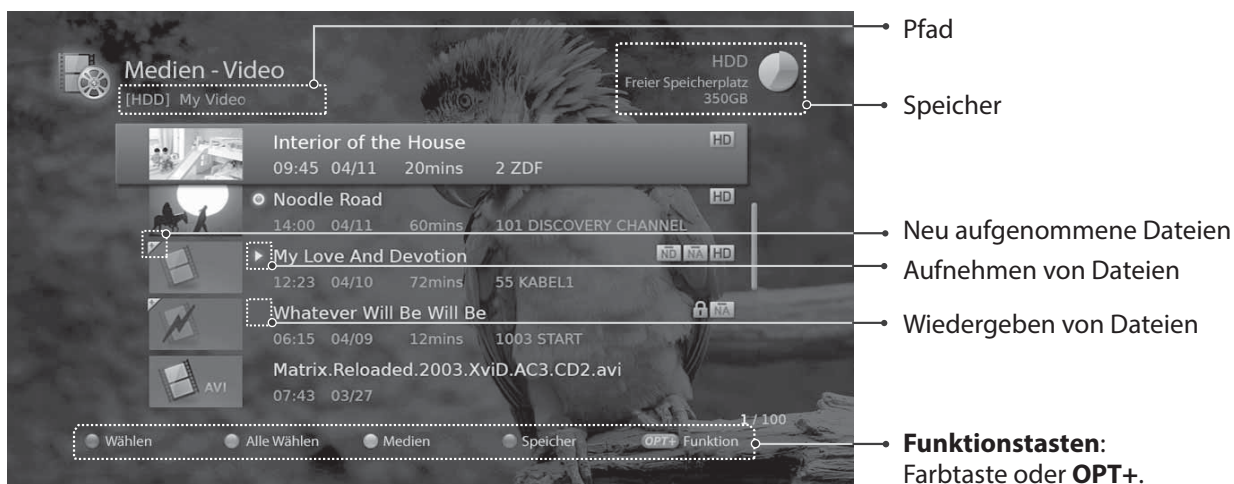 Pfad
Medien - Video
[HDD] My Video
HDD
Freier Speicherplatz
350GB
Speicher
Interior of the House
HD
09:45 04/11 20mins 2 ZDF
Noodle Road
HD
14:00 04/11 60mins 101 DISCOVERY CHANNEL
Neu aufgenommene Dateien
My Love And Devotion
ND NA HD
Aufnehmen von Dateien
12:23 04/10 72mins 55 KABEL1
Whatever Will Be Will Be
NA
Wiedergeben von Dateien
06:15 04/09 12mins 1003 START
Matrix.Reloaded.2003.XviD.AC3.CD2.avi
AVI
07:43 03/27
1 / 100
Wählen Alle Wählen Medien Speicher OPT+ Funktion
Funktionstasten:
Farbtaste oder OPT+.